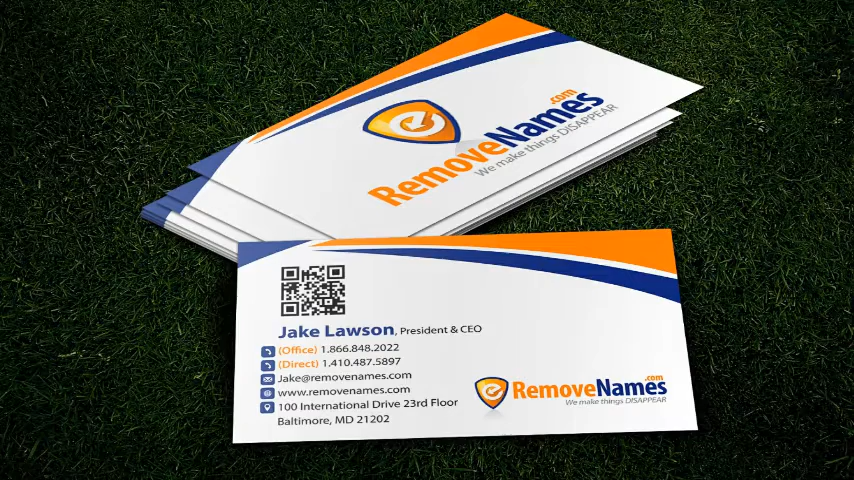 .com
RemoveNames
We make things DISAPPEAR
Jake Lawson, President & CEO
(Office) 1.866.848.2022
(Direct) 1.410.487.5897
Jake@removenames.com
www.removenames.com
100 International Drive 23rd Floor
Baltimore, MD 21202
.com
RemoveNames
We make things DISAPPEAR